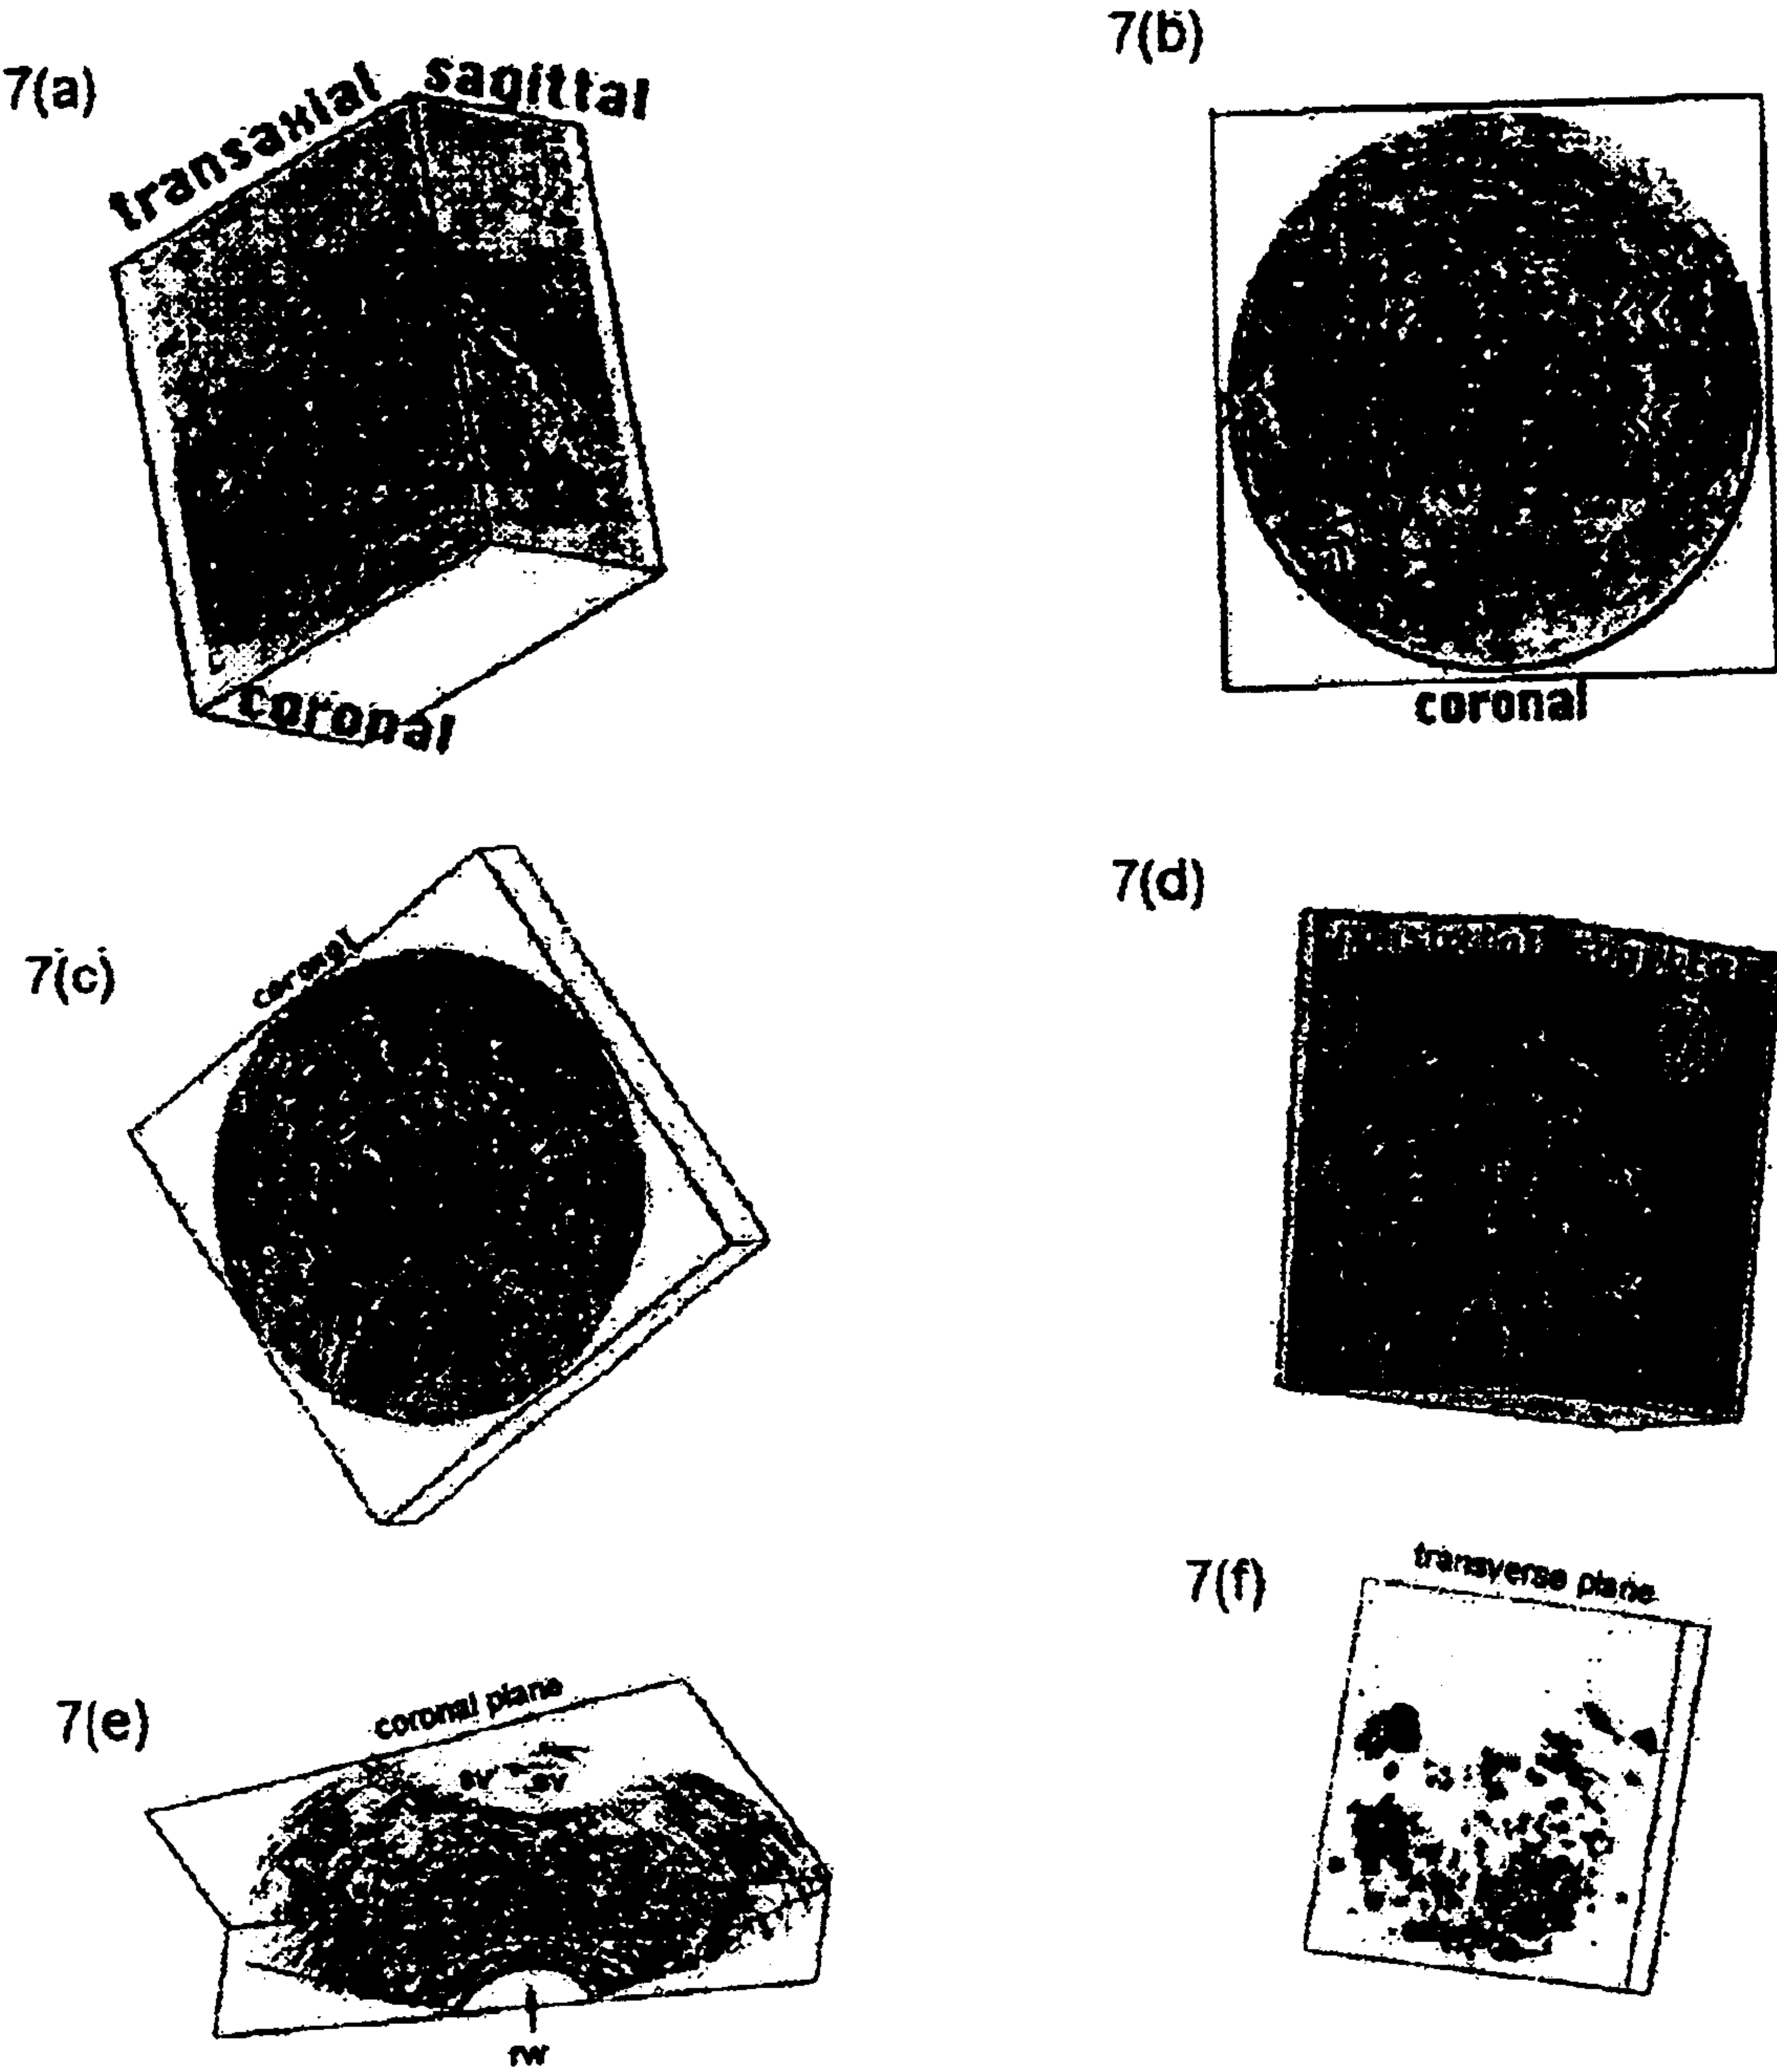 7(a)
transaxial
sagittal
coronal
7(b)
coronal
7(c)
coronal
7(d)
7(e)
coronal plane
sv sv
rw
7(f)
transverse plane